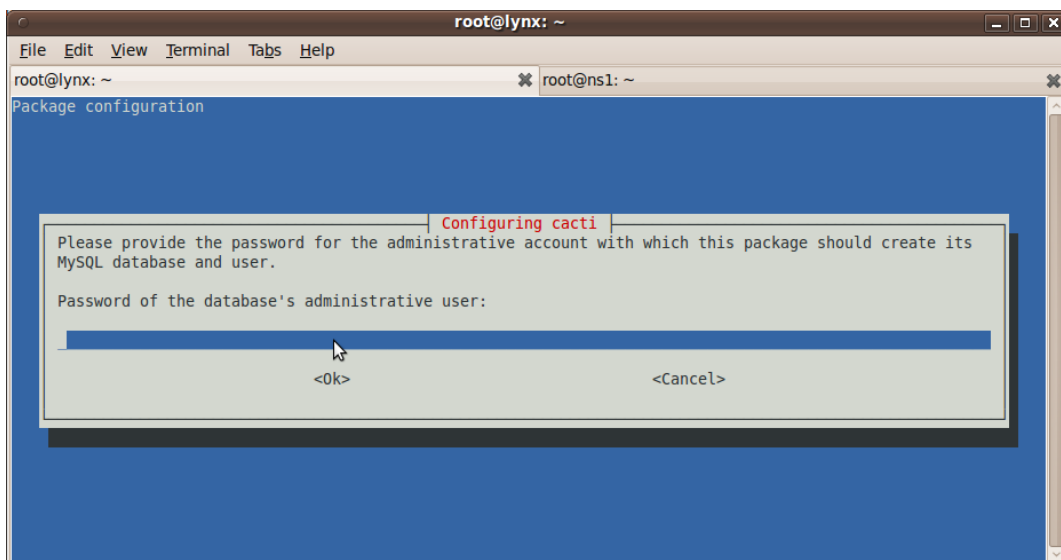 root@lynx: ~
File Edit View Terminal Tabs Help
root@lynx: ~ root@ns1: ~
Package configuration
Configuring cacti
Please provide the password for the administrative account with which this package should create its
MySQL database and user.
Password of the database's administrative user:
<Ok> <Cancel>